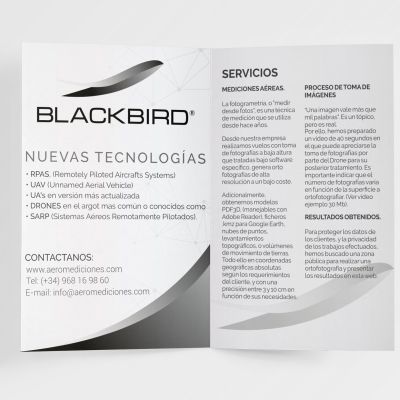 BLACKBIRD®
NUEVAS TECNOLOGÍAS
• RPAS. (Remotely Piloted Aircrafts Systems)
• UAV (Unnamed Aerial Vehicle)
• UA's en versión más actualizada
• DRONES en el argot mas común o conocidos como
• SARP (Sistemas Aéreos Remotamente Pilotados).
CONTACTANOS:
www.aeromediciones.com
Tel: (+34) 968 16 98 60
E-mail: info@aeromediciones.com
SERVICIOS
MEDICIONES AÉREAS.
La fotogrametria, o "medir
desde fotos", es una técnica
de medición que se utiliza
desde hace años.
Desde nuestra empresa
realizamos vuelos con toma
de fotografías a baja altura
que tratadas bajo software
específico, genera orto
fotografías de alta
resolución a un bajo coste.
Adicionalmente,
obtenemos modelos
PDF3D, (manejables con
Adobe Reader), ficheros
.kmz para Google Earth,
nubes de puntos,
levantamientos
topográficos, o volúmenes
de movimiento de tierras.
Todo ello en coordenadas
geográficas absolutas
según los requerimientos
del cliente, y con una
precisión entre 3 y 10 cm en
función de sus necesidades.
PROCESO DE TOMA DE
IMÁGENES
"Una imagen vale más que
mil palabras". Es un tópico,
pero es real.
Por ello, hemos preparado
un video de 40 segundos en
el que puede apreciarse la
toma de fotografías por
parte del Drone para su
posterior tratamiento. Es
importante indicar que el
número de fotografías varía
en función de la superficie a
ortofotografiar. (Ver video
ejemplo: 30 Mb).
RESULTADOS OBTENIDOS.
Para proteger los datos de
los clientes, y la privacidad
de los trabajos efectuados,
hemos buscado una zona
pública para realizar una
ortofotografía y presentar
los resultados en esta web.